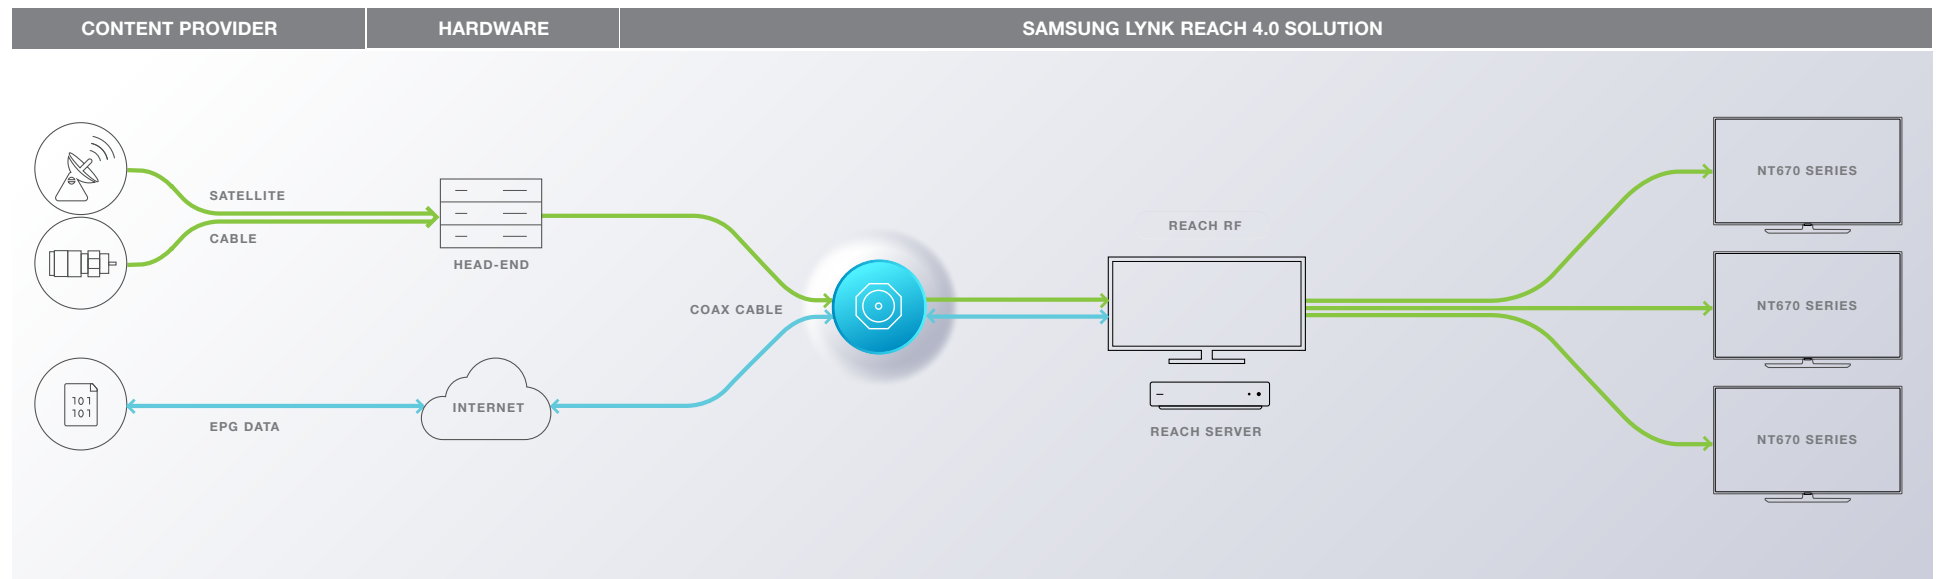 CONTENT PROVIDER
HARDWARE
SAMSUNG LYNK REACH 4.0 SOLUTION
SATELLITE
CABLE
HEAD-END
COAX CABLE
REACH RF
NT670 SERIES
NT670 SERIES
101
101
EPG DATA
INTERNET
REACH SERVER
NT670 SERIES